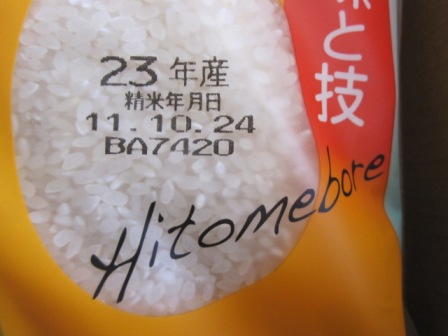 と技
23年産
精米年月日
11.10.24
BA7420
Hitomebore